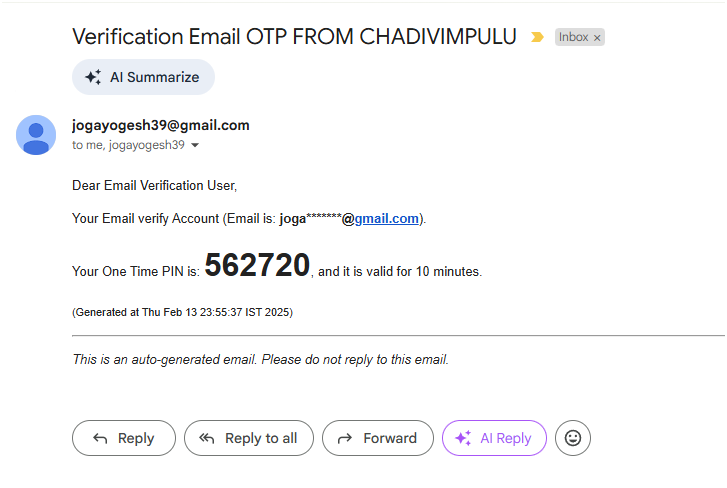 Verification Email OTP FROM CHADIVIMPULU Inbox ×
AI Summarize
jogayogesh39@gmail.com
to me, jogayogesh39
Dear Email Verification User,
Your Email verify Account (Email is: joga*******@gmail.com).
Your One Time PIN is: 562720, and it is valid for 10 minutes.
(Generated at Thu Feb 13 23:55:37 IST 2025)
This is an auto-generated email. Please do not reply to this email.
Reply Reply to all Forward AI Reply